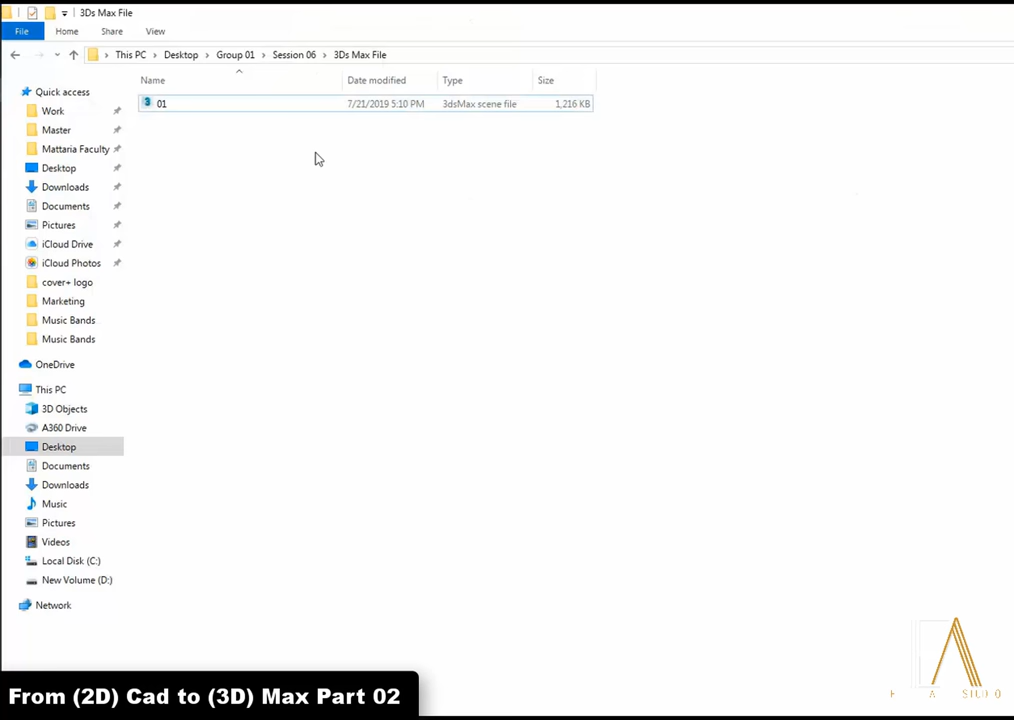 3Ds Max File
File Home Share View
This PC Desktop Group 01 Session 06 3Ds Max File
Name Date modified Type Size
01 7/21/2019 5:10 PM 3dsMax scene file 1,216 KB
Quick access
Work
Master
Mattaria Faculty
Desktop
Downloads
Documents
Pictures
iCloud Drive
iCloud Photos
cover+ logo
Marketing
Music Bands
Music Bands
OneDrive
This PC
3D Objects
A360 Drive
Desktop
Documents
Downloads
Music
Pictures
Videos
Local Disk (C:)
New Volume (D:)
Network
From (2D) Cad to (3D) Max Part 02